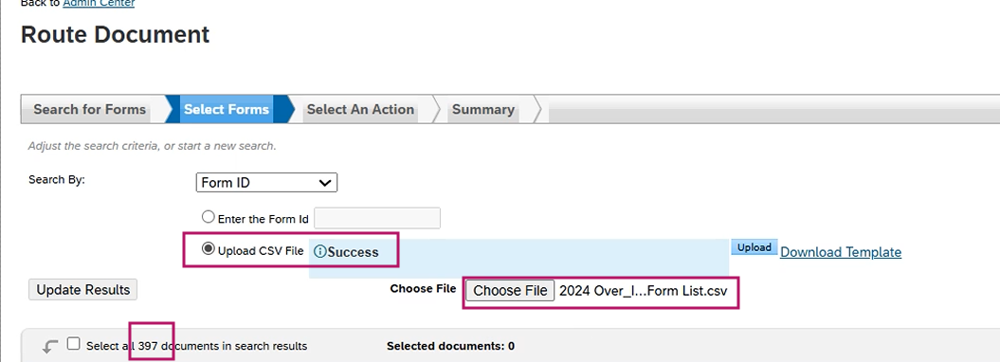 Back to Admin Center
Route Document
Search for Forms Select Forms Select An Action Summary
Adjust the search criteria, or start a new search.
Search By: Form ID
Enter the Form Id
Upload CSV File Success Upload Download Template
Update Results Choose File Choose File 2024 Over_I...Form List.csv
Select all 397 documents in search results Selected documents: 0